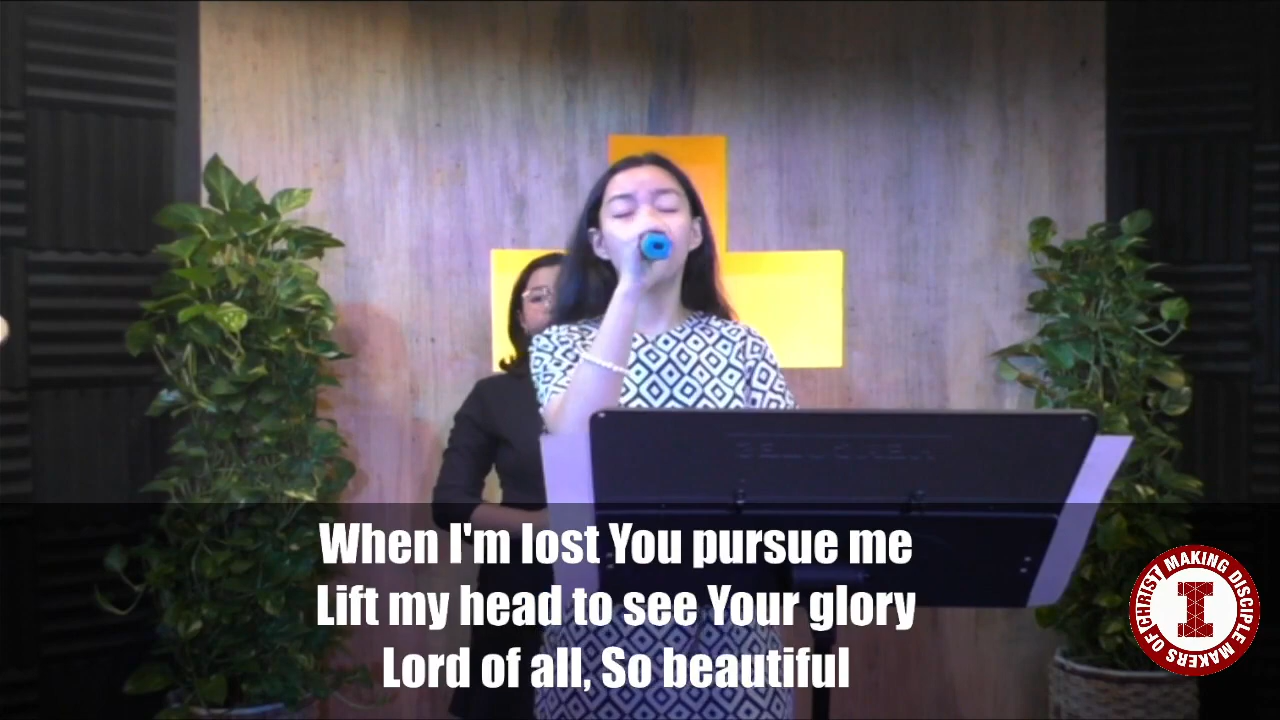 When I'm lost You pursue me
Lift my head to see Your glory
Lord of all, So beautiful
MAKING DISCIPLE MAKERS OF CHRIST
I